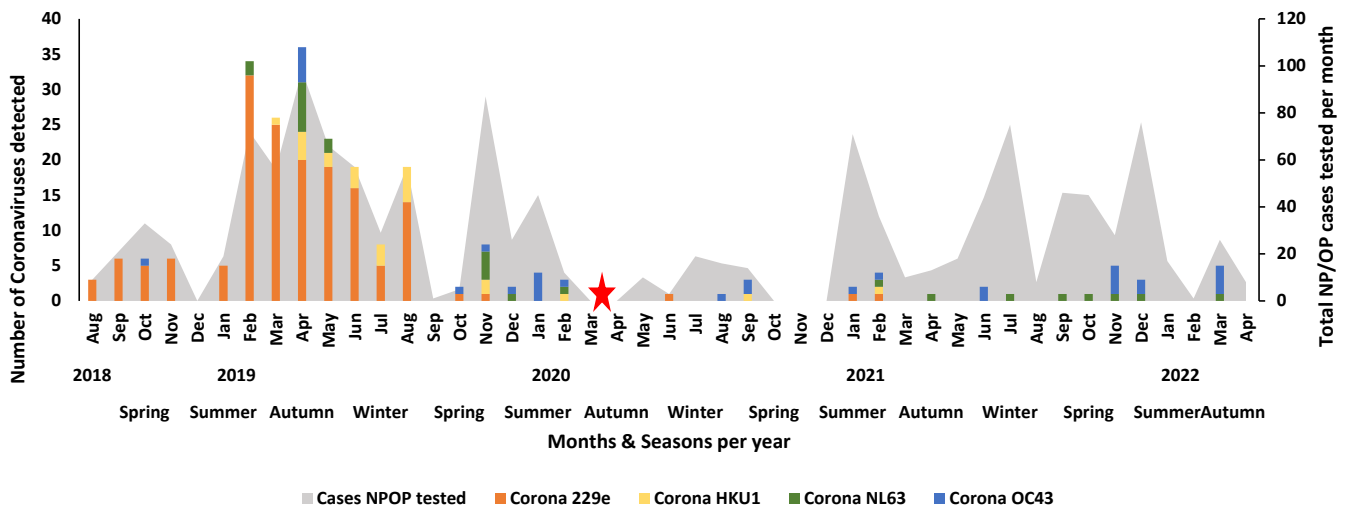 Number of Coronaviruses detected
40
35
30
25
20
15
10
5
0
Total NP/OP cases tested per month
120
100
80
60
40
20
0
Aug Sep Oct Nov Dec Jan Feb Mar Apr May Jun Jul Aug Sep Oct Nov Dec Jan Feb Mar Apr May Jun Jul Aug Sep Oct Nov Dec Jan Feb Mar Apr May Jun Jul Aug Sep Oct Nov Dec Jan Feb Mar Apr
2018 2019 2020 2021 2022
Spring Summer Autumn Winter Spring Summer Autumn Winter Spring Summer Autumn Winter Spring Summer Autumn
Months & Seasons per year
Cases NPOP tested Corona 229e Corona HKU1 Corona NL63 Corona OC43